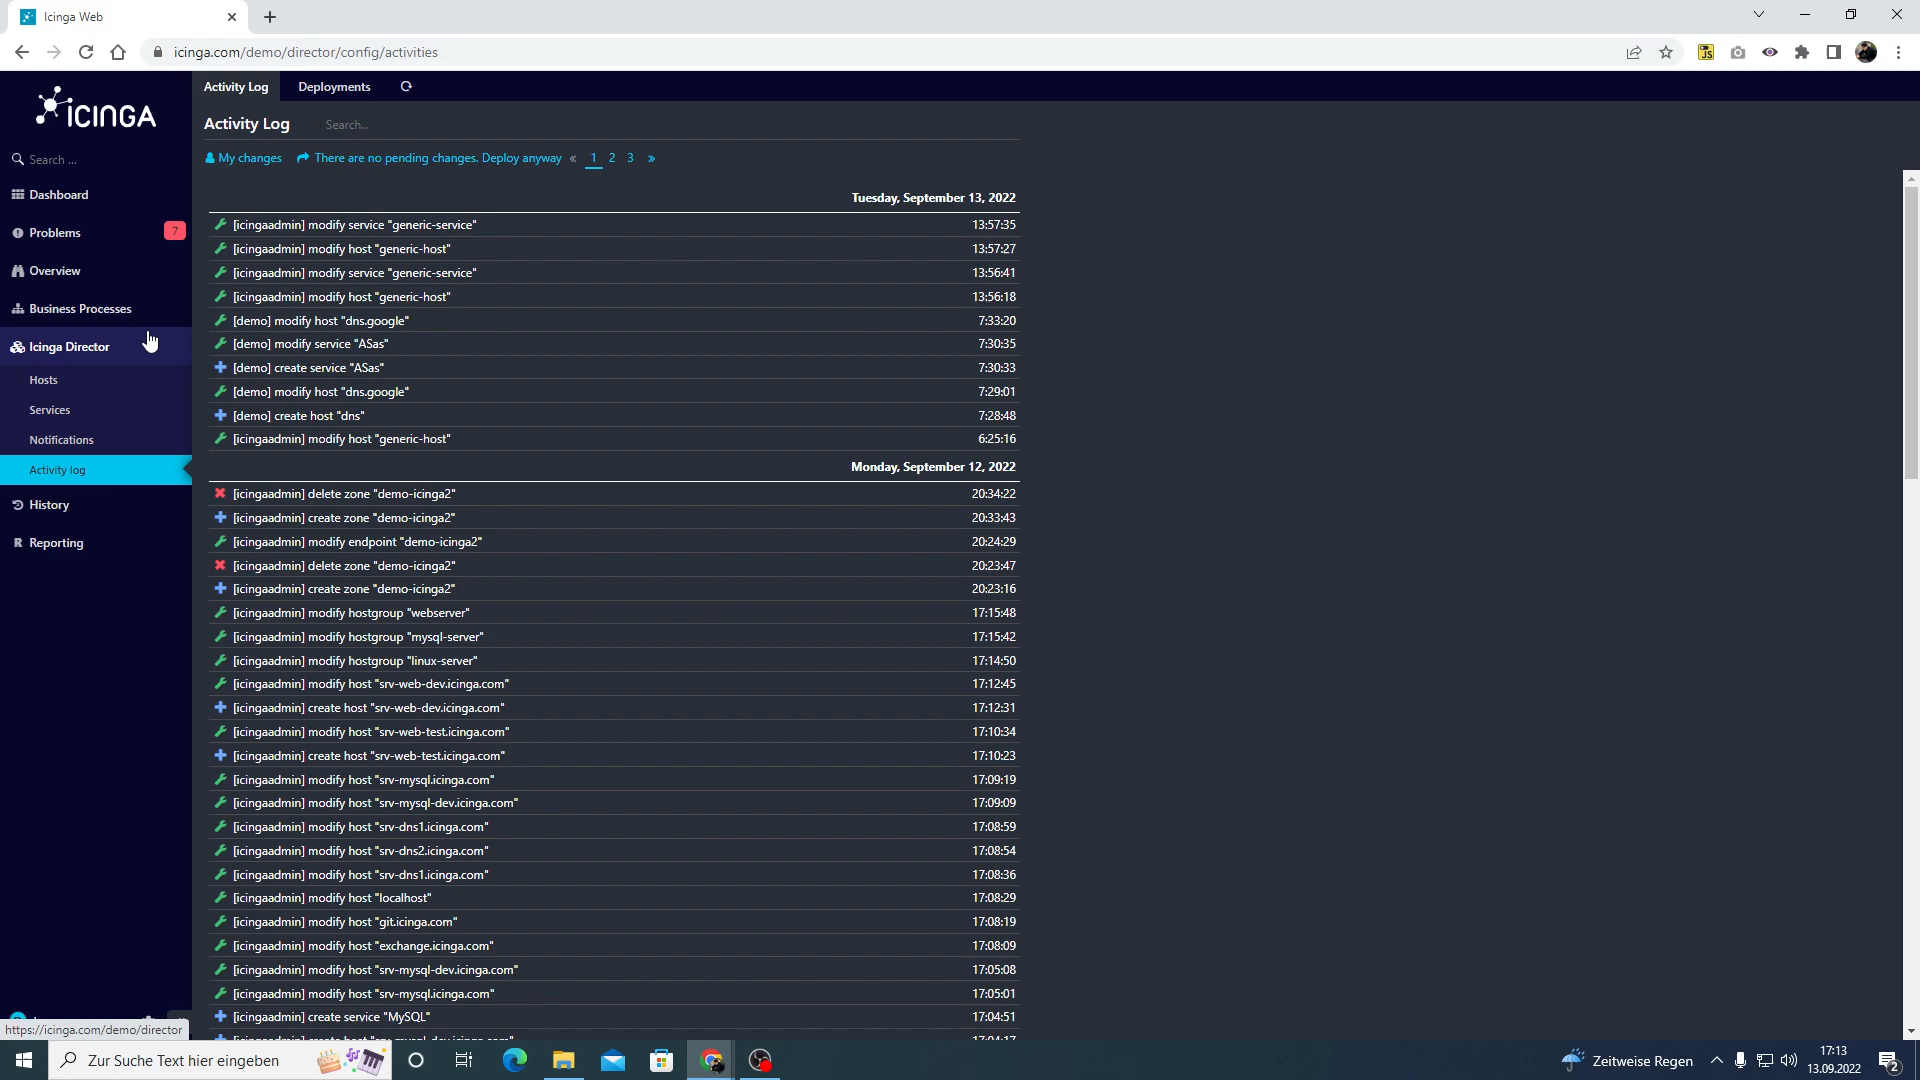 Icinga Web
icinga.com/demo/director/config/activities
JS
ICINGA
Search ...
Dashboard
Problems
7
Overview
Business Processes
Icinga Director
Hosts
Services
Notifications
Activity log
History
R Reporting
https://icinga.com/demo/director
Activity Log
Deployments
Activity Log
Search...
My changes
There are no pending changes. Deploy anyway « 1 2 3 »
Tuesday, September 13, 2022
[icingaadmin] modify service "generic-service" 13:57:35
[icingaadmin] modify host "generic-host" 13:57:27
[icingaadmin] modify service "generic-service" 13:56:41
[icingaadmin] modify host "generic-host" 13:56:18
[demo] modify host "dns.google" 7:33:20
[demo] modify service "ASas" 7:30:35
[demo] create service "ASas" 7:30:33
[demo] modify host "dns.google" 7:29:01
[demo] create host "dns" 7:28:48
[icingaadmin] modify host "generic-host" 6:25:16
Monday, September 12, 2022
[icingaadmin] delete zone "demo-icinga2" 20:34:22
[icingaadmin] create zone "demo-icinga2" 20:33:43
[icingaadmin] modify endpoint "demo-icinga2" 20:24:29
[icingaadmin] delete zone "demo-icinga2" 20:23:47
[icingaadmin] create zone "demo-icinga2" 20:23:16
[icingaadmin] modify hostgroup "webserver" 17:15:48
[icingaadmin] modify hostgroup "mysql-server" 17:15:42
[icingaadmin] modify hostgroup "linux-server" 17:14:50
[icingaadmin] modify host "srv-web-dev.icinga.com" 17:12:45
[icingaadmin] create host "srv-web-dev.icinga.com" 17:12:31
[icingaadmin] modify host "srv-web-test.icinga.com" 17:10:34
[icingaadmin] create host "srv-web-test.icinga.com" 17:10:23
[icingaadmin] modify host "srv-mysql.icinga.com" 17:09:19
[icingaadmin] modify host "srv-mysql-dev.icinga.com" 17:09:09
[icingaadmin] modify host "srv-dns1.icinga.com" 17:08:59
[icingaadmin] modify host "srv-dns2.icinga.com" 17:08:54
[icingaadmin] modify host "srv-dns1.icinga.com" 17:08:36
[icingaadmin] modify host "localhost" 17:08:29
[icingaadmin] modify host "git.icinga.com" 17:08:19
[icingaadmin] modify host "exchange.icinga.com" 17:08:09
[icingaadmin] modify host "srv-mysql-dev.icinga.com" 17:05:08
[icingaadmin] modify host "srv-mysql.icinga.com" 17:05:01
[icingaadmin] create service "MySQL" 17:04:51
[icingaadmin] create host "srv-mysql-dev.icinga.com" 17:04:17
Zur Suche Text hier eingeben
Zeitweise Regen
17:13
13.09.2022
2